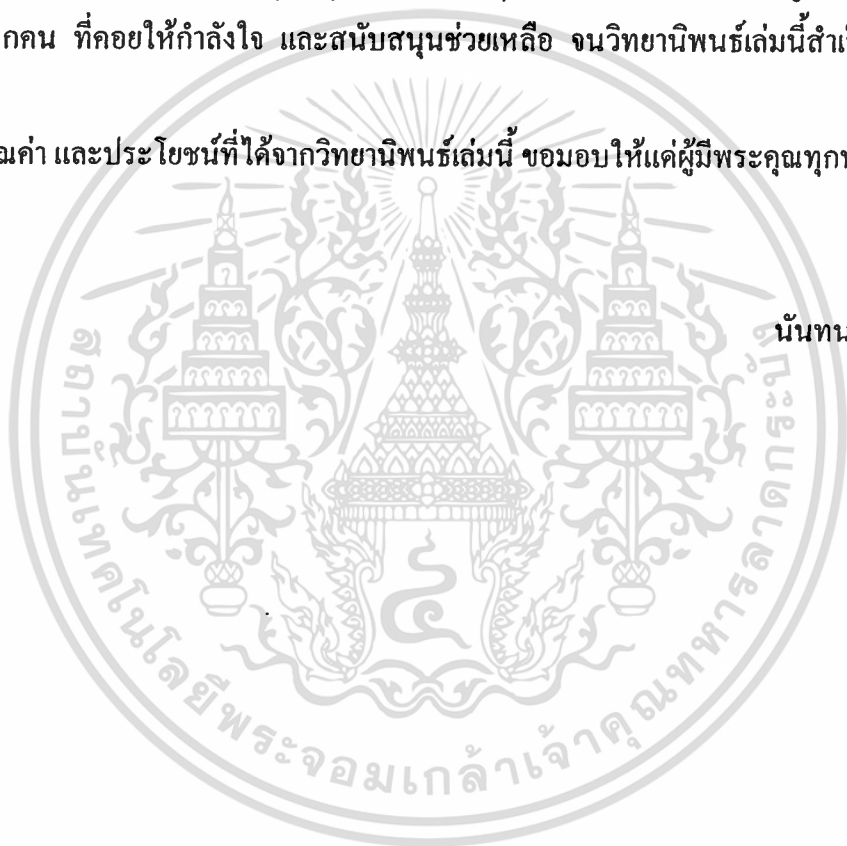 กคน ที่คอยให้กำลังใจ และสนับสนุนช่วยเหลือ จนวิทยานิพนธ์เล่มนี้สำเ
ณค่า และประโยชน์ที่ได้จากวิทยานิพนธ์เล่มนี้ ขอมอบให้แด่ผู้มีพระคุณทุกท
นันทน
สถาบันเทคโนโลยีพระจอมเกล้าเจ้าคุณทหารลาดกระบัง